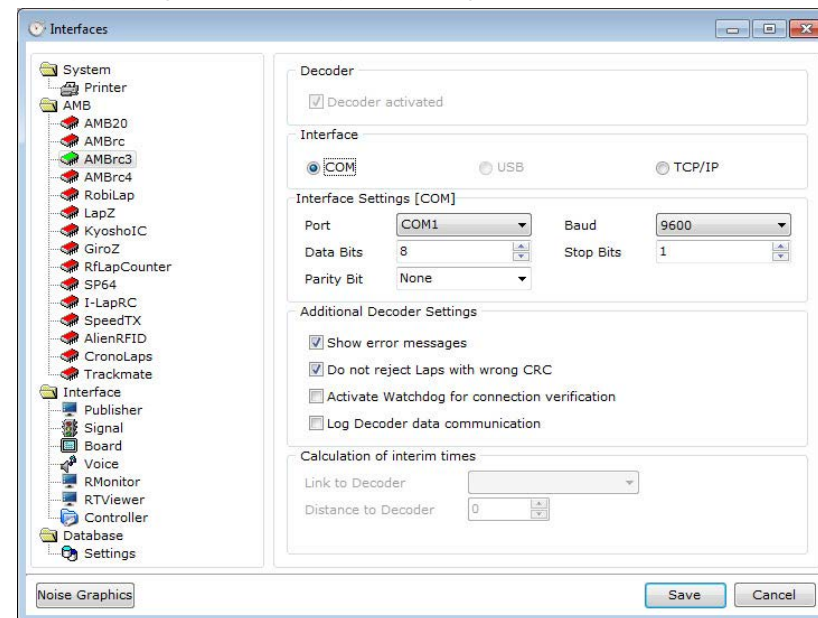 Interfaces
System
Printer
AMB
AMB20
AMBrc
AMBrc3
AMBrc4
RobiLap
LapZ
KyoshoIC
GiroZ
RfLapCounter
SP64
I-LapRC
SpeedTX
AlienRFID
CronoLaps
Trackmate
Interface
Publisher
Signal
Board
Voice
RMonitor
RTViewer
Controller
Database
Settings
Decoder
Decoder activated
Interface
COM USB TCP/IP
Interface Settings [COM]
Port COM1 Baud 9600
Data Bits 8 Stop Bits 1
Parity Bit None
Additional Decoder Settings
Show error messages
Do not reject Laps with wrong CRC
Activate Watchdog for connection verification
Log Decoder data communication
Calculation of interim times
Link to Decoder
Distance to Decoder 0
Noise Graphics Save Cancel